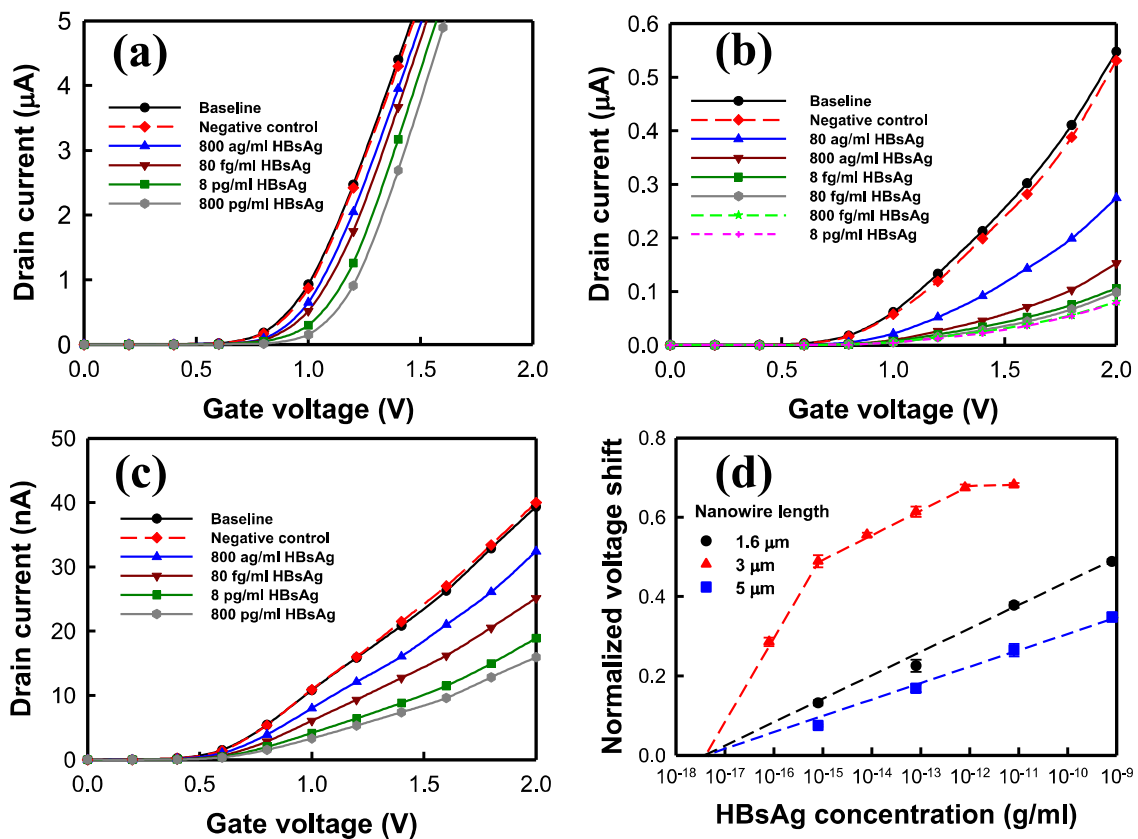 (a)
Drain current (μA)
5
4
3
2
1
0
Baseline
Negative control
800 ag/ml HBsAg
80 fg/ml HBsAg
8 pg/ml HBsAg
800 pg/ml HBsAg
0.0 0.5 1.0 1.5 2.0
Gate voltage (V)
(b)
Drain current (μA)
0.6
0.5
0.4
0.3
0.2
0.1
0.0
Baseline
Negative control
80 ag/ml HBsAg
800 ag/ml HBsAg
8 fg/ml HBsAg
80 fg/ml HBsAg
800 fg/ml HBsAg
8 pg/ml HBsAg
0.0 0.5 1.0 1.5 2.0
Gate voltage (V)
(c)
Drain current (nA)
50
40
30
20
10
0
Baseline
Negative control
800 ag/ml HBsAg
80 fg/ml HBsAg
8 pg/ml HBsAg
800 pg/ml HBsAg
0.0 0.5 1.0 1.5 2.0
Gate voltage (V)
(d)
Normalized voltage shift
0.8
0.6
0.4
0.2
0.0
Nanowire length
1.6 μm
3 μm
5 μm
10⁻¹⁸ 10⁻¹⁷ 10⁻¹⁶ 10⁻¹⁵ 10⁻¹⁴ 10⁻¹³ 10⁻¹² 10⁻¹¹ 10⁻¹⁰ 10⁻⁹
HBsAg concentration (g/ml)